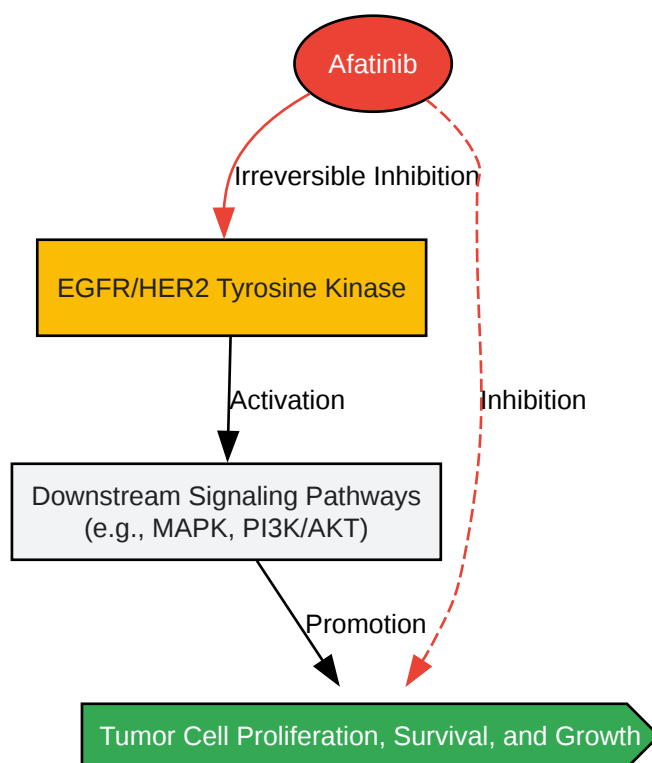 Afatinib
Irreversible Inhibition
EGFR/HER2 Tyrosine Kinase
Activation
Inhibition
Downstream Signaling Pathways
(e.g., MAPK, PI3K/AKT)
Promotion
Tumor Cell Proliferation, Survival, and Growth